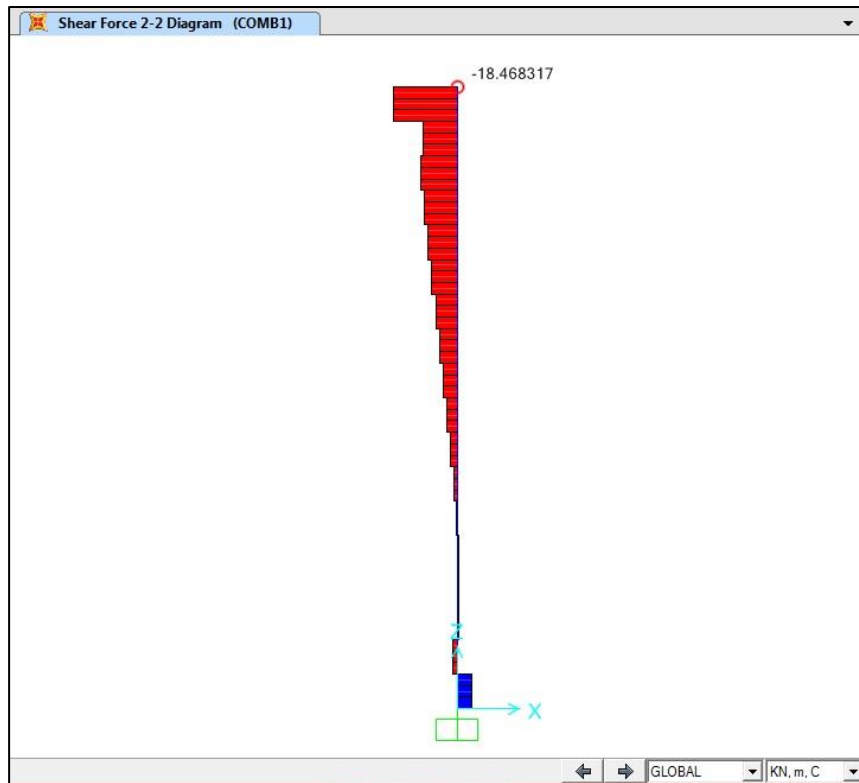 Shear Force 2-2 Diagram (COMB1)
-18.468317
Z
X
GLOBAL
KN, m, C